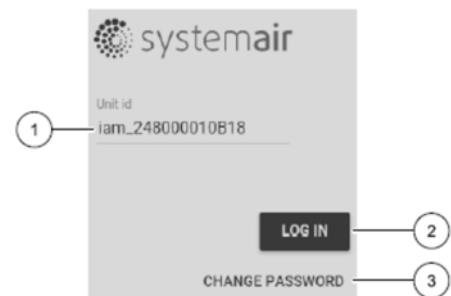 systemair
Unit id
1
iam_248000010B18
LOG IN
2
CHANGE PASSWORD
3